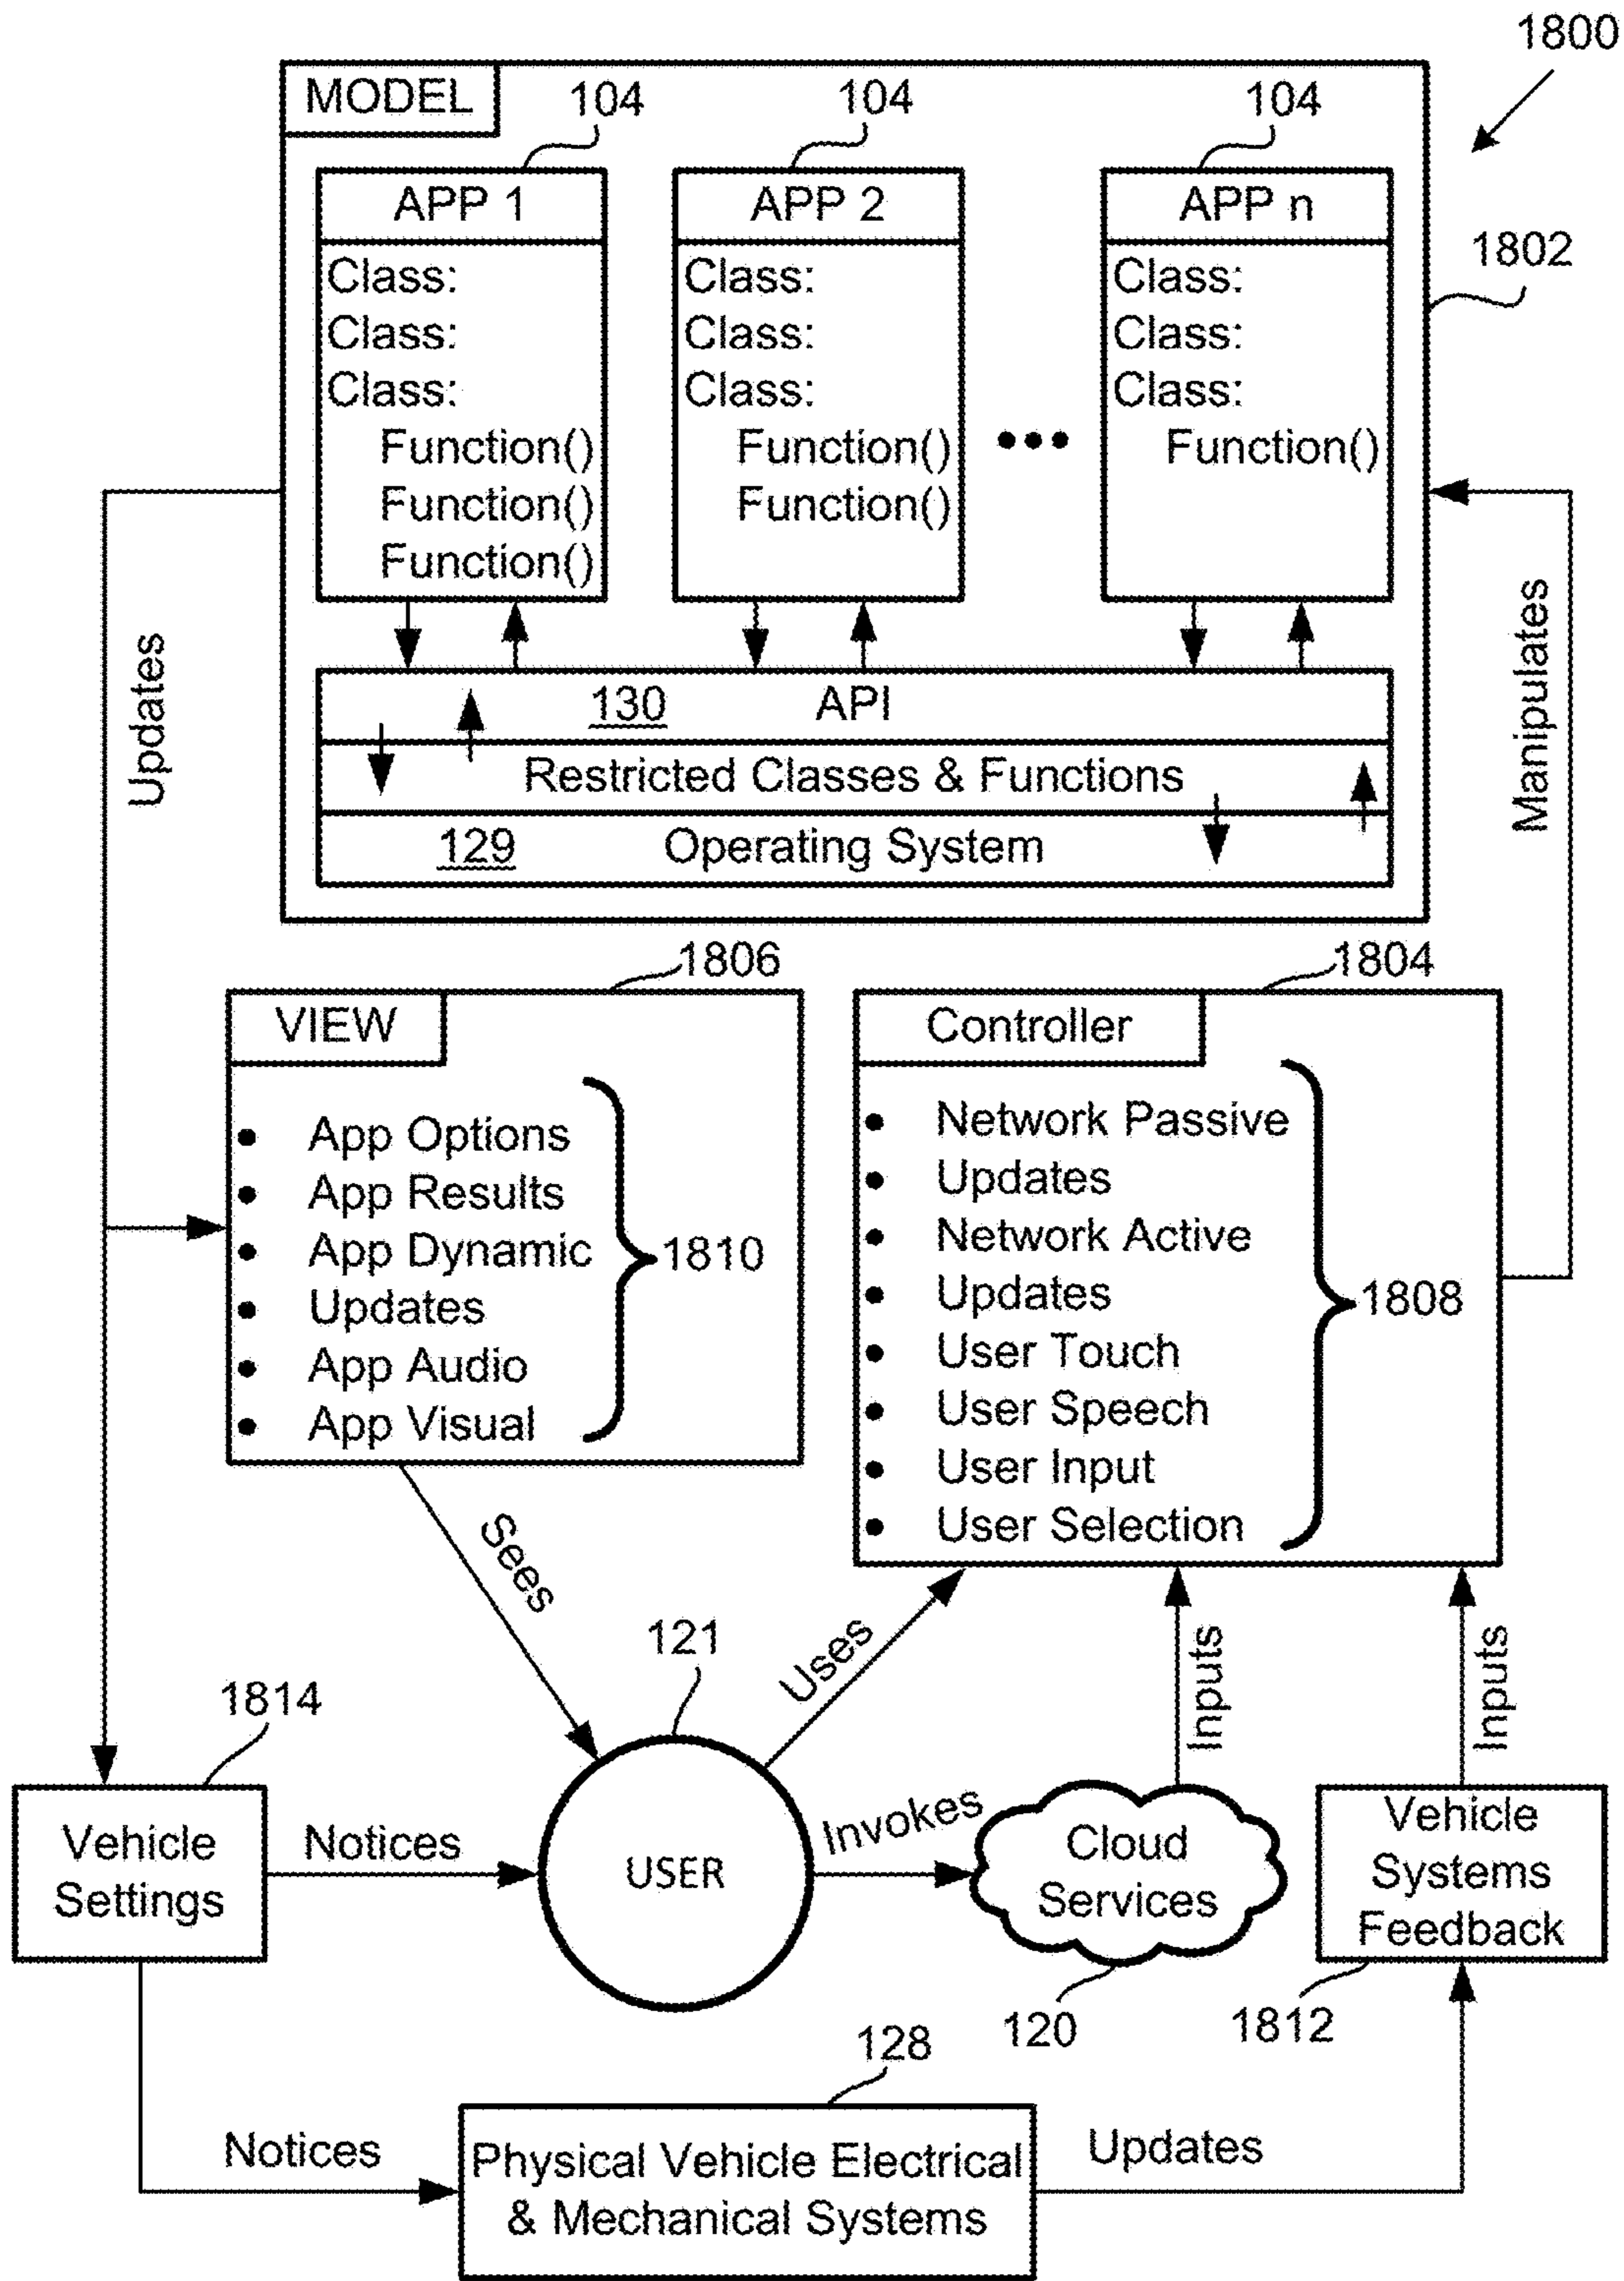 1800
MODEL
104
104
104
APP 1
APP 2
APP n
1802
Class:
Class:
Class:
Function()
Function()
Function()
Class:
Class:
Class:
Function()
Function()
•••
Class:
Class:
Class:
Function()
Updates
Manipulates
130 API
Restricted Classes & Functions
129 Operating System
1806
1804
VIEW
• App Options
• App Results
• App Dynamic
• Updates
• App Audio
• App Visual
1810
Controller
• Network Passive
• Updates
• Network Active
• Updates
• User Touch
• User Speech
• User Input
• User Selection
1808
Sees
121
Uses
Inputs
Inputs
1814
Vehicle
Settings
Notices
USER
Invokes
Cloud
Services
Vehicle
Systems
Feedback
120
1812
128
Notices
Physical Vehicle Electrical
& Mechanical Systems
Updates